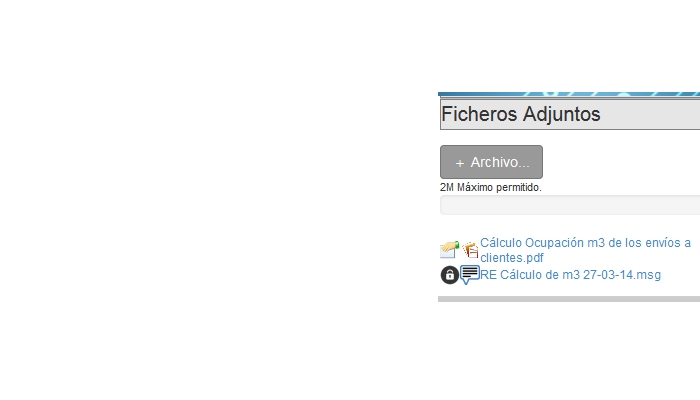 Ficheros Adjuntos
+ Archivo...
2M Máximo permitido.
Cálculo Ocupación m3 de los envíos a
clientes.pdf
RE Cálculo de m3 27-03-14.msg